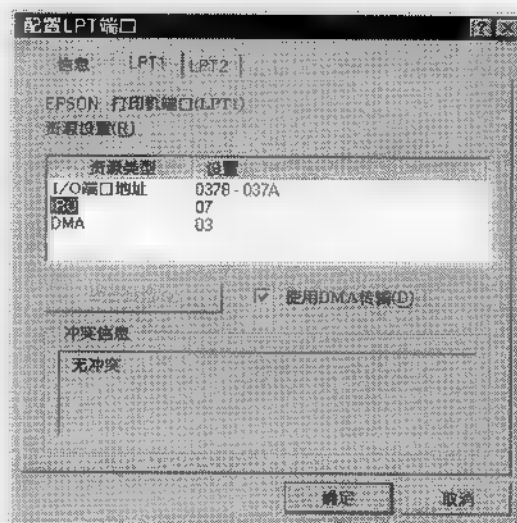 配置LPT端口
信息 LPT1 LPT2
EPSON 打印机端口(LPT1)
资源设置(R)
资源类型 设置
I/O端口地址 0378-037A
IRQ 07
DMA 03
使用DMA传输(D)
冲突信息
无冲突
确定 取消